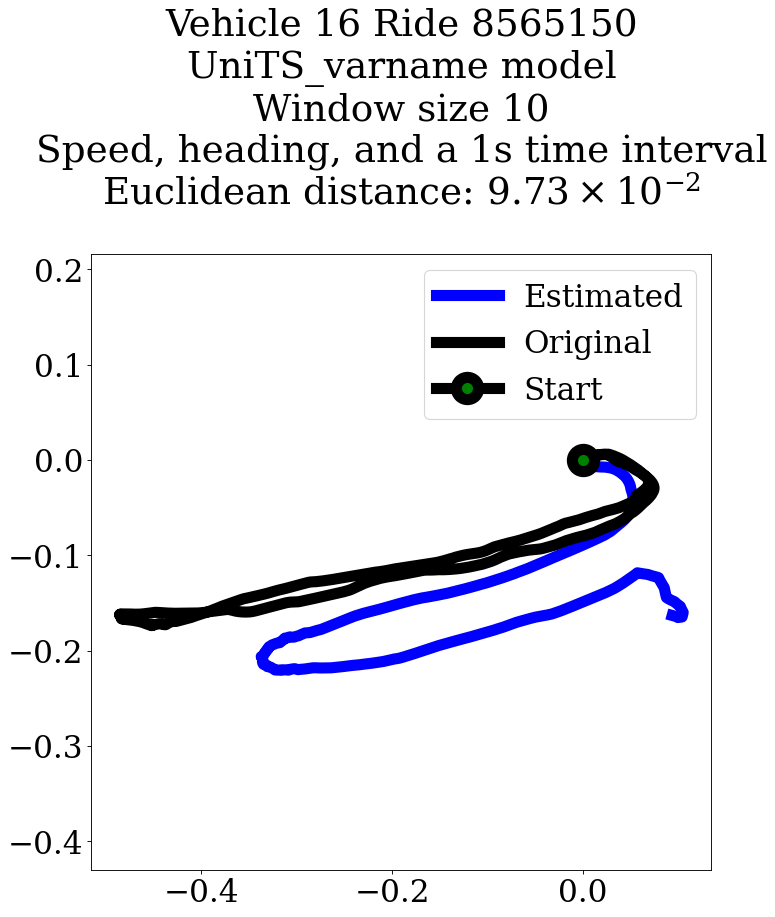 Vehicle 16 Ride 8565150
UniTS_varname model
Window size 10
Speed, heading, and a 1s time interval
Euclidean distance: 9.73 × 10⁻²
Estimated
Original
Start
0.2
0.1
0.0
−0.1
−0.2
−0.3
−0.4
−0.4 −0.2 0.0